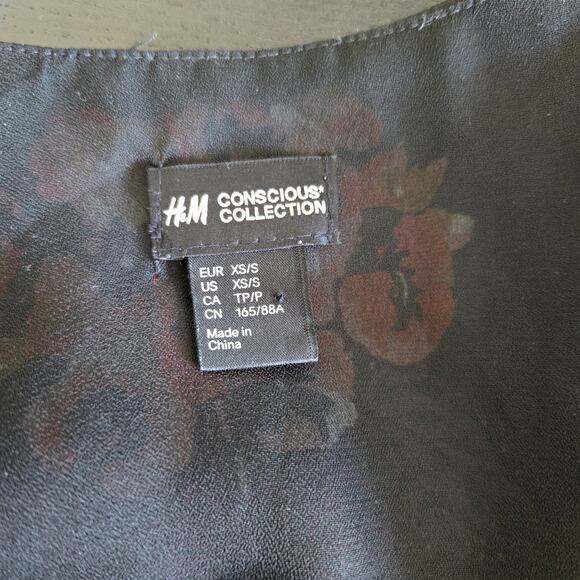 H&M CONSCIOUS*
COLLECTION
EUR XS/S
US XS/S
CA TP/P
CN 165/88A
Made in
China